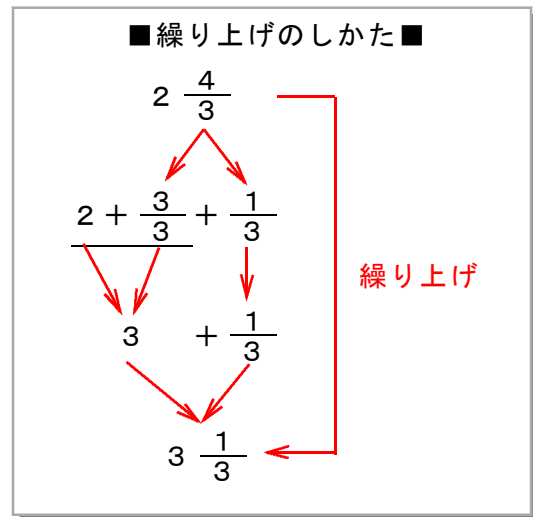 ■繰り上げのしかた■
2 4/3
2 + 3/3 + 1/3
繰り上げ
3 + 1/3
3 1/3